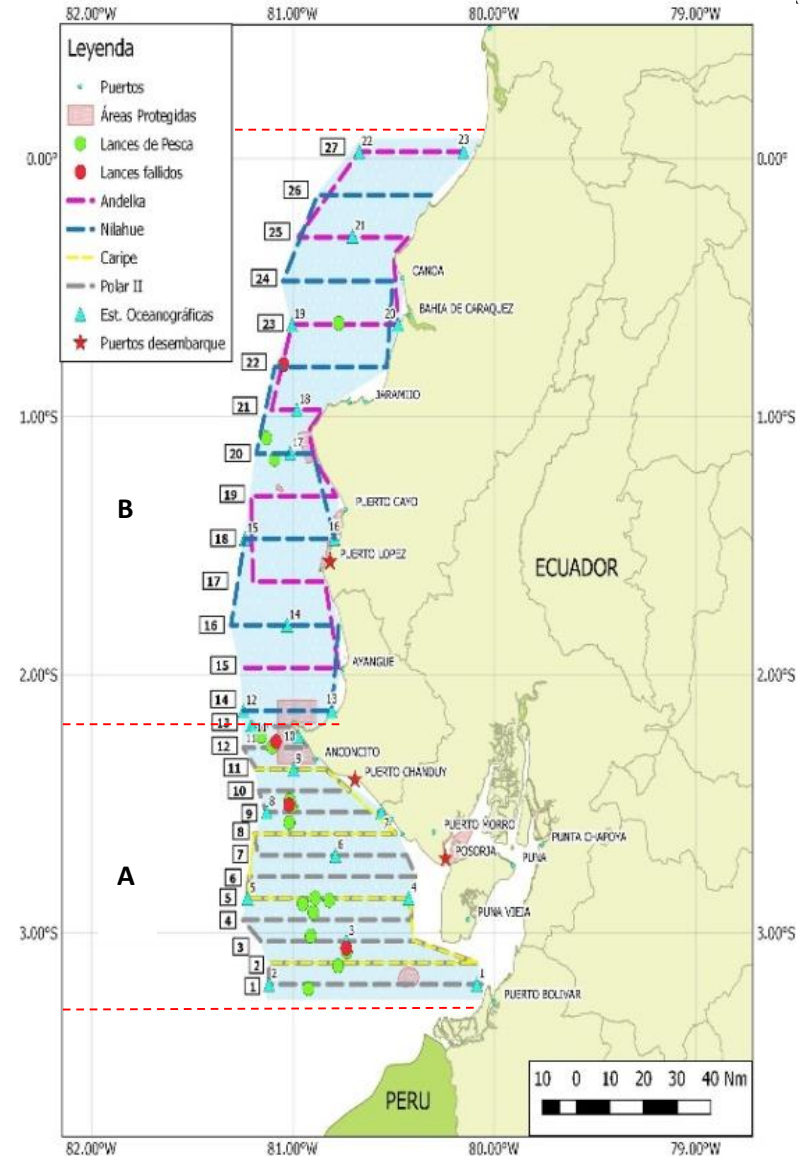 82.00°W 81.00°W 80.00°W 79.00°W
Leyenda
Puertos
Áreas Protegidas
Lances de Pesca
Lances fallidos
Andelka
Nilahue
Caripe
Polar II
Est. Oceanográficas
Puertos desembarque
0.00° 0.00°
27 22 23
26
25 21
24 CANOA
BAHIA DE CARAQUEZ
23 19 20
22
JARAMIJO
21 18
1.00°S 1.00°S
20 17
19 PUERTO CAYO
B
18 15 16
PUERTO LOPEZ
ECUADOR
17
16 14
15 AYANGUE
2.00°S 2.00°S
14 12 13
13 11
12 11 10 ANCONCITO
11 9 PUERTO CHANDUY
10
9 8 7
8 PUERTO MORRO PUNTA CHAPOYA
7 6 POSORJA PUNA
6
A
5 5 4
4 PUNA VIEJA
3.00°S 3.00°S
3 3
2
1 2 1
PUERTO BOLIVAR
10 0 10 20 30 40 Nm
PERU
82.00°W 81.00°W 80.00°W 79.00°W